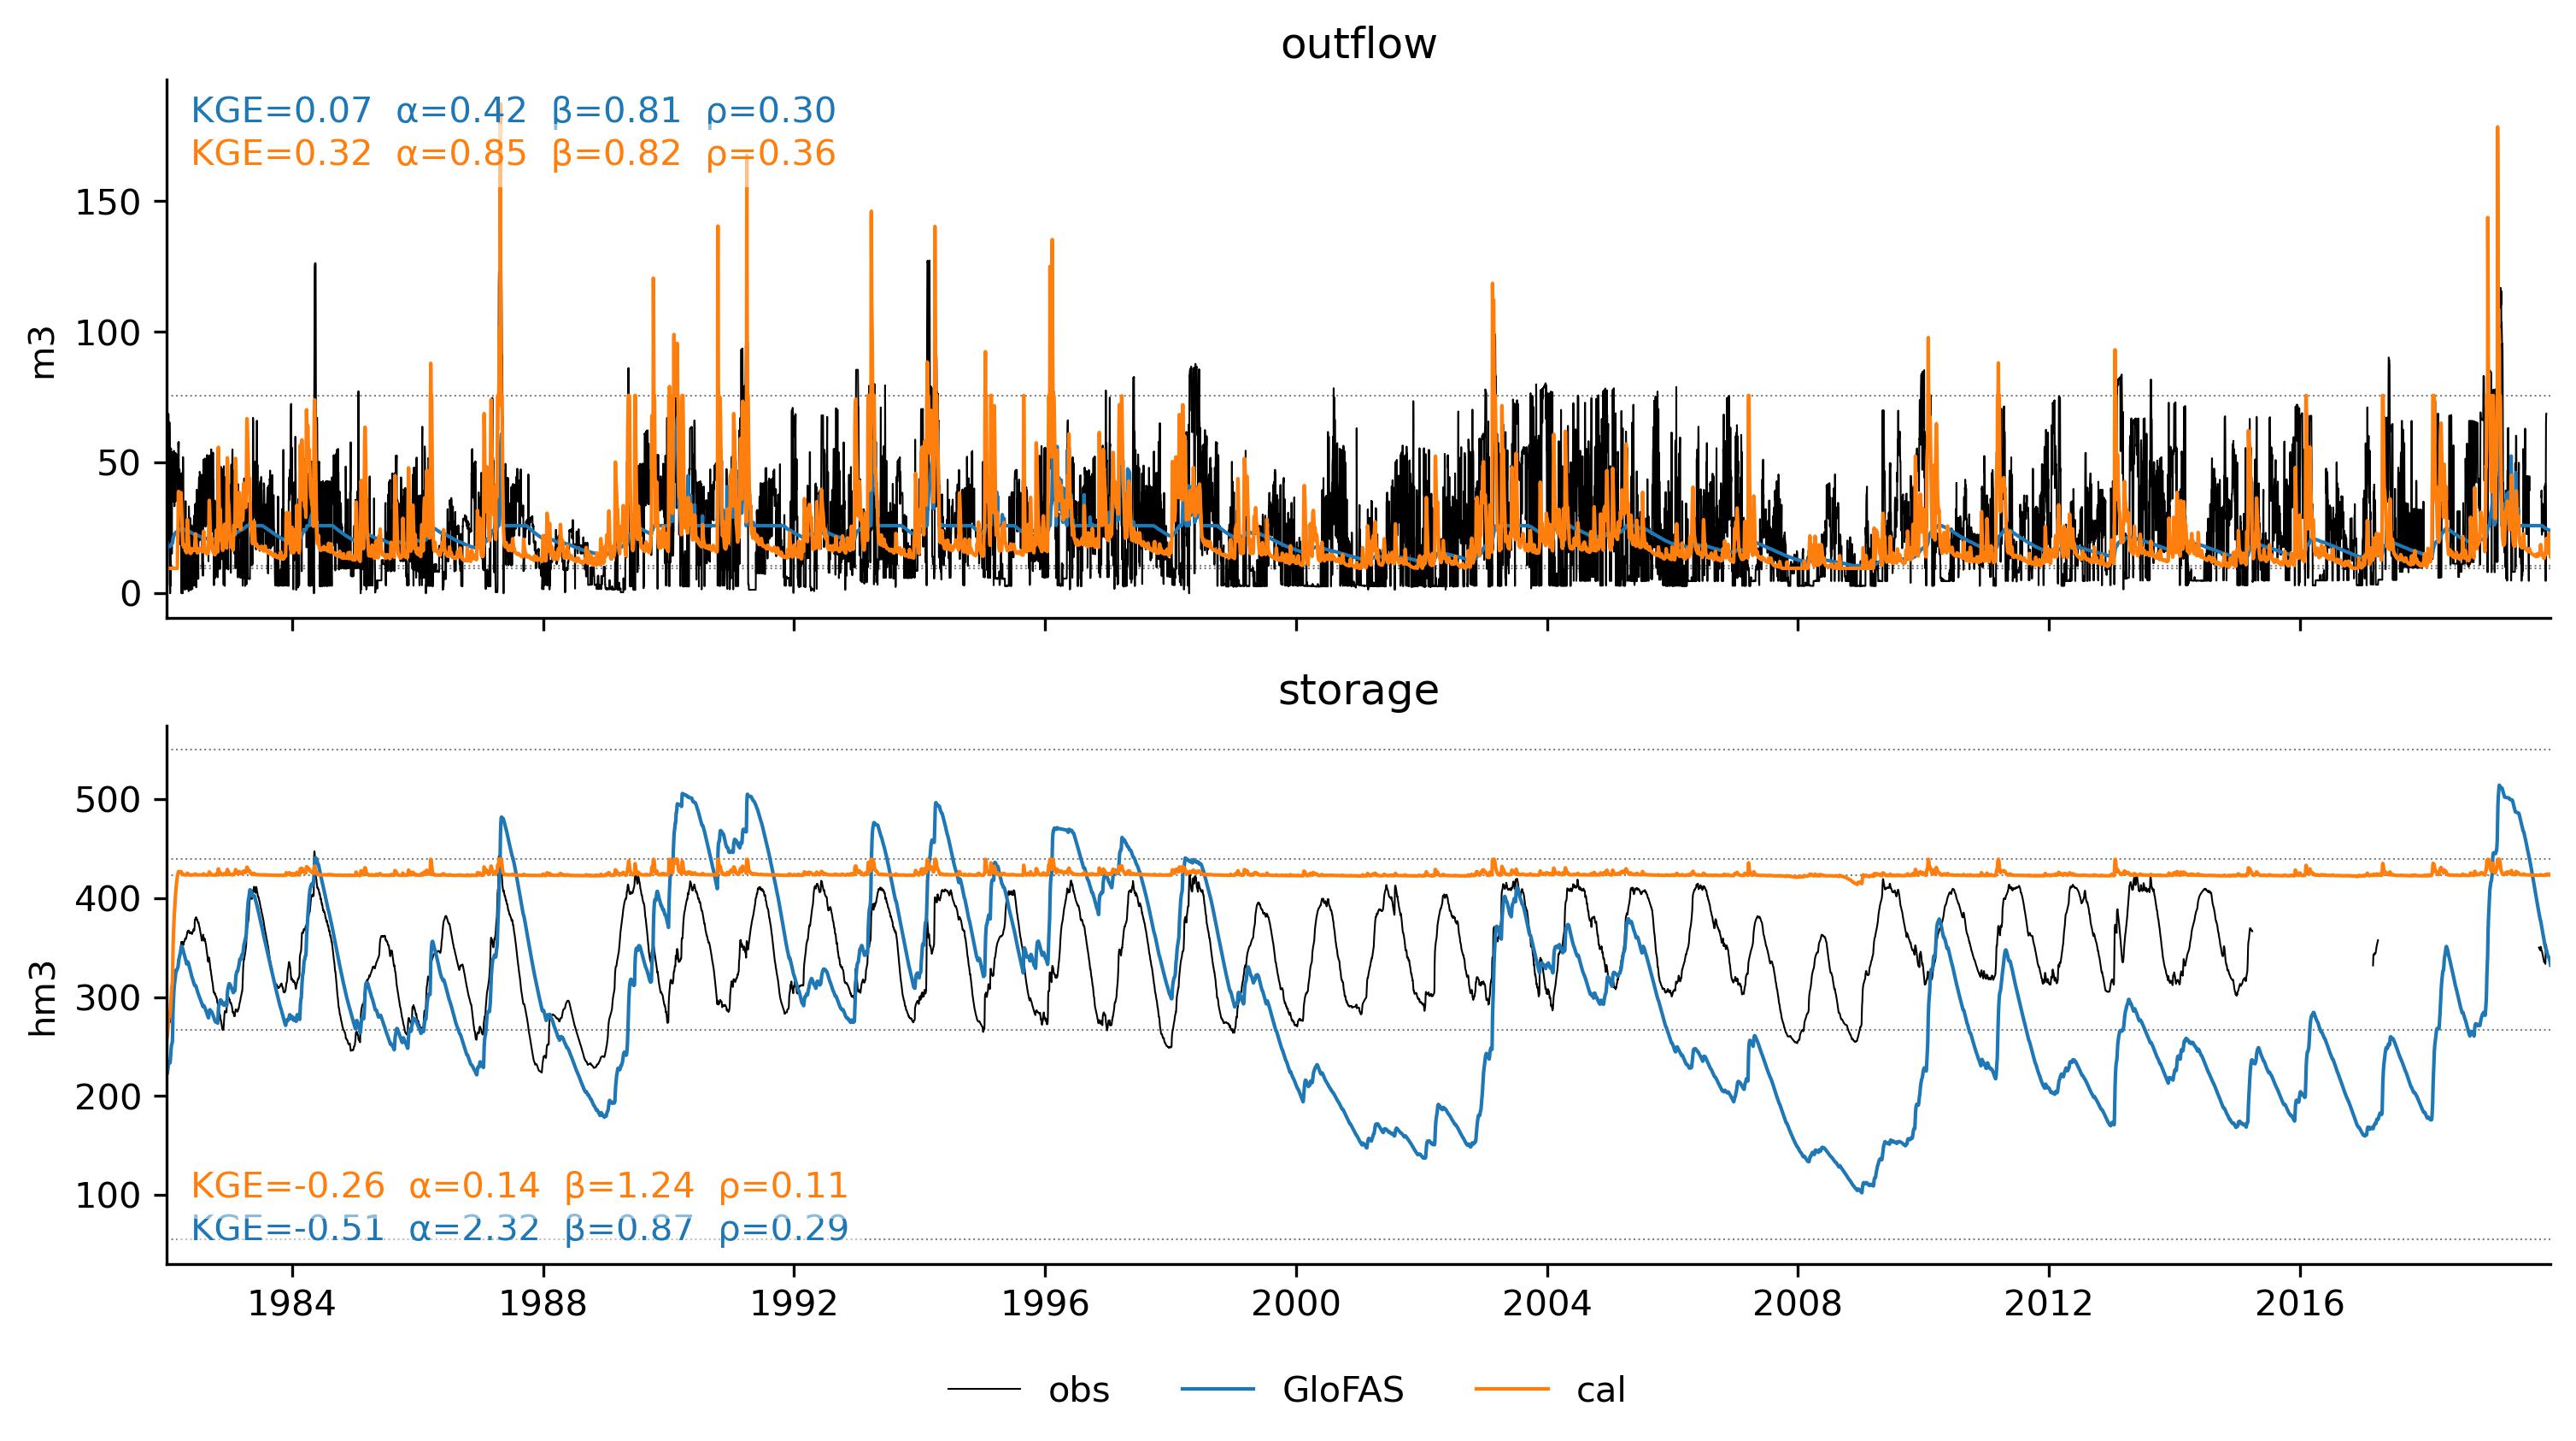 outflow
KGE=0.07 α=0.42 β=0.81 ρ=0.30
KGE=0.32 α=0.85 β=0.82 ρ=0.36
150
100
50
0
m3
storage
500
400
300
200
100
hm3
KGE=-0.26 α=0.14 β=1.24 ρ=0.11
KGE=-0.51 α=2.32 β=0.87 ρ=0.29
1984 1988 1992 1996 2000 2004 2008 2012 2016
obs GloFAS cal